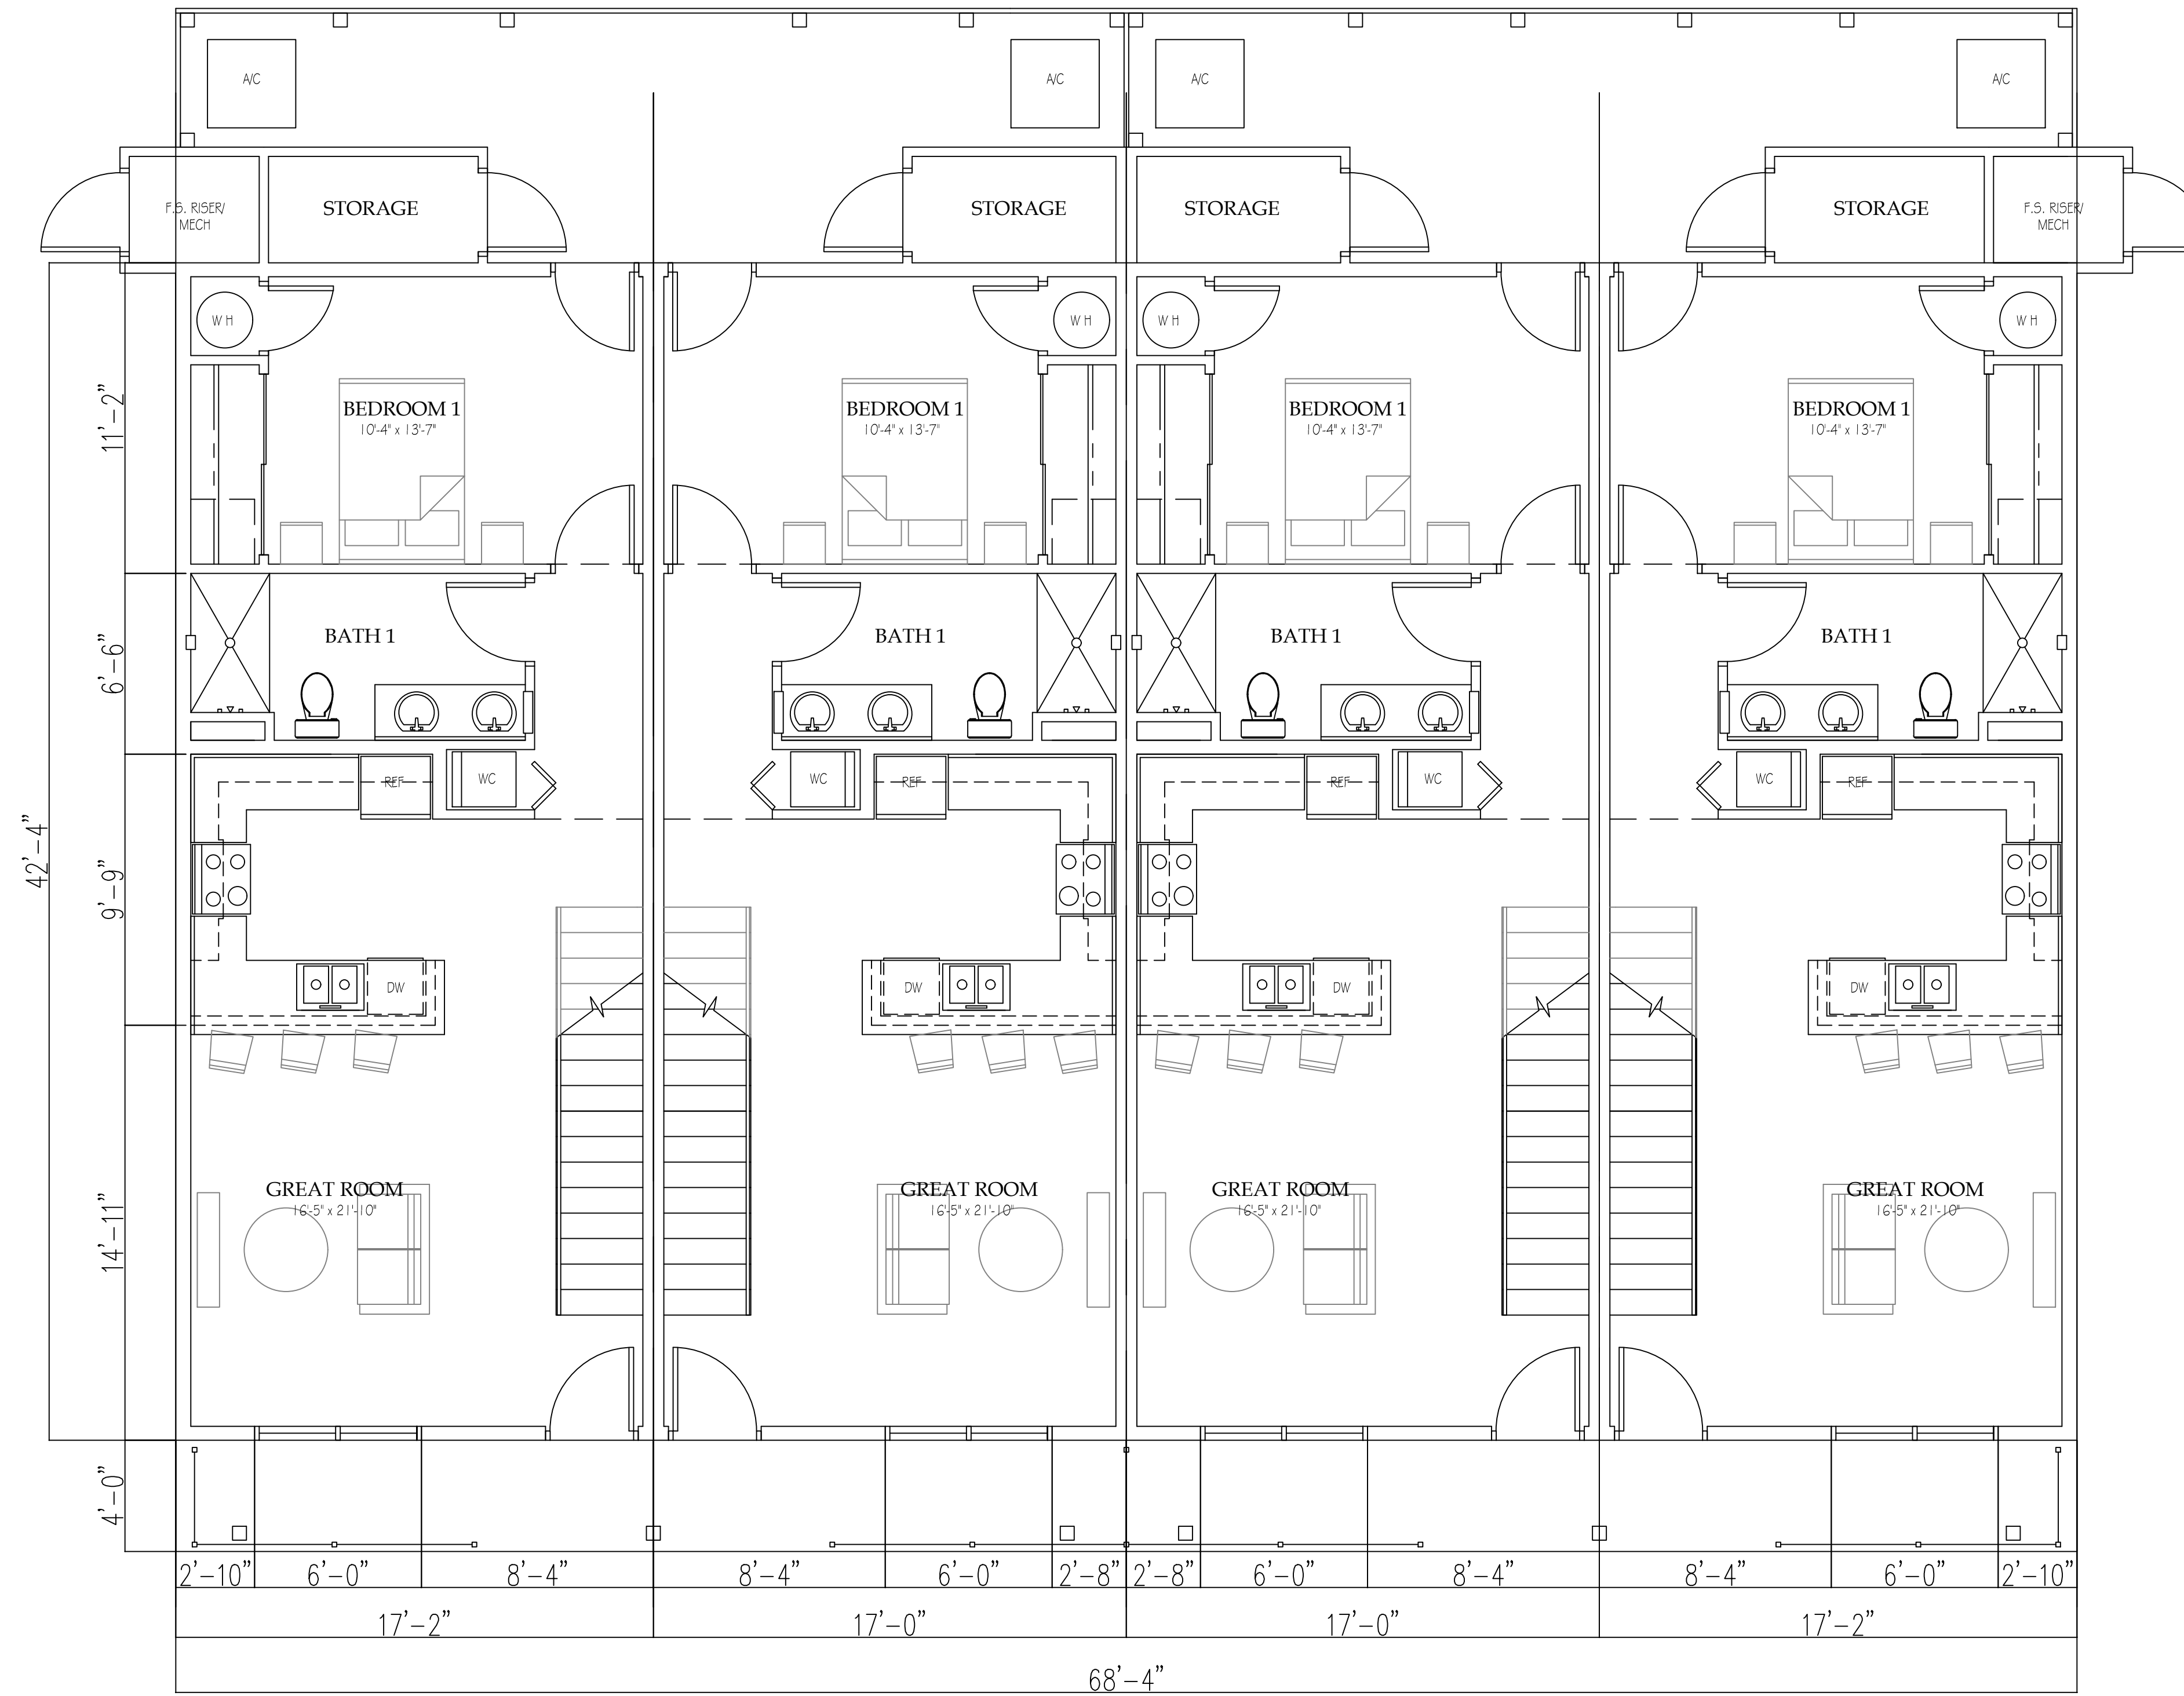 A/C
A/C
A/C
A/C
F.S. RISER/
MECH
STORAGE
STORAGE
STORAGE
STORAGE
F.S. RISER/
MECH
W H
W H
W H
W H
11'-2"
BEDROOM 1
10'-4" x 13'-7"
BEDROOM 1
10'-4" x 13'-7"
BEDROOM 1
10'-4" x 13'-7"
BEDROOM 1
10'-4" x 13'-7"
6'-6"
BATH 1
BATH 1
BATH 1
BATH 1
REF
WC
WC
REF
REF
WC
WC
REF
42'-4"
9'-9"
DW
DW
DW
DW
14'-11"
GREAT ROOM
16'-5" x 21'-10"
GREAT ROOM
16'-5" x 21'-10"
GREAT ROOM
16'-5" x 21'-10"
GREAT ROOM
16'-5" x 21'-10"
4'-0"
2'-10"
6'-0"
8'-4"
8'-4"
6'-0"
2'-8"
2'-8"
6'-0"
8'-4"
8'-4"
6'-0"
2'-10"
17'-2"
17'-0"
17'-0"
17'-2"
68'-4"